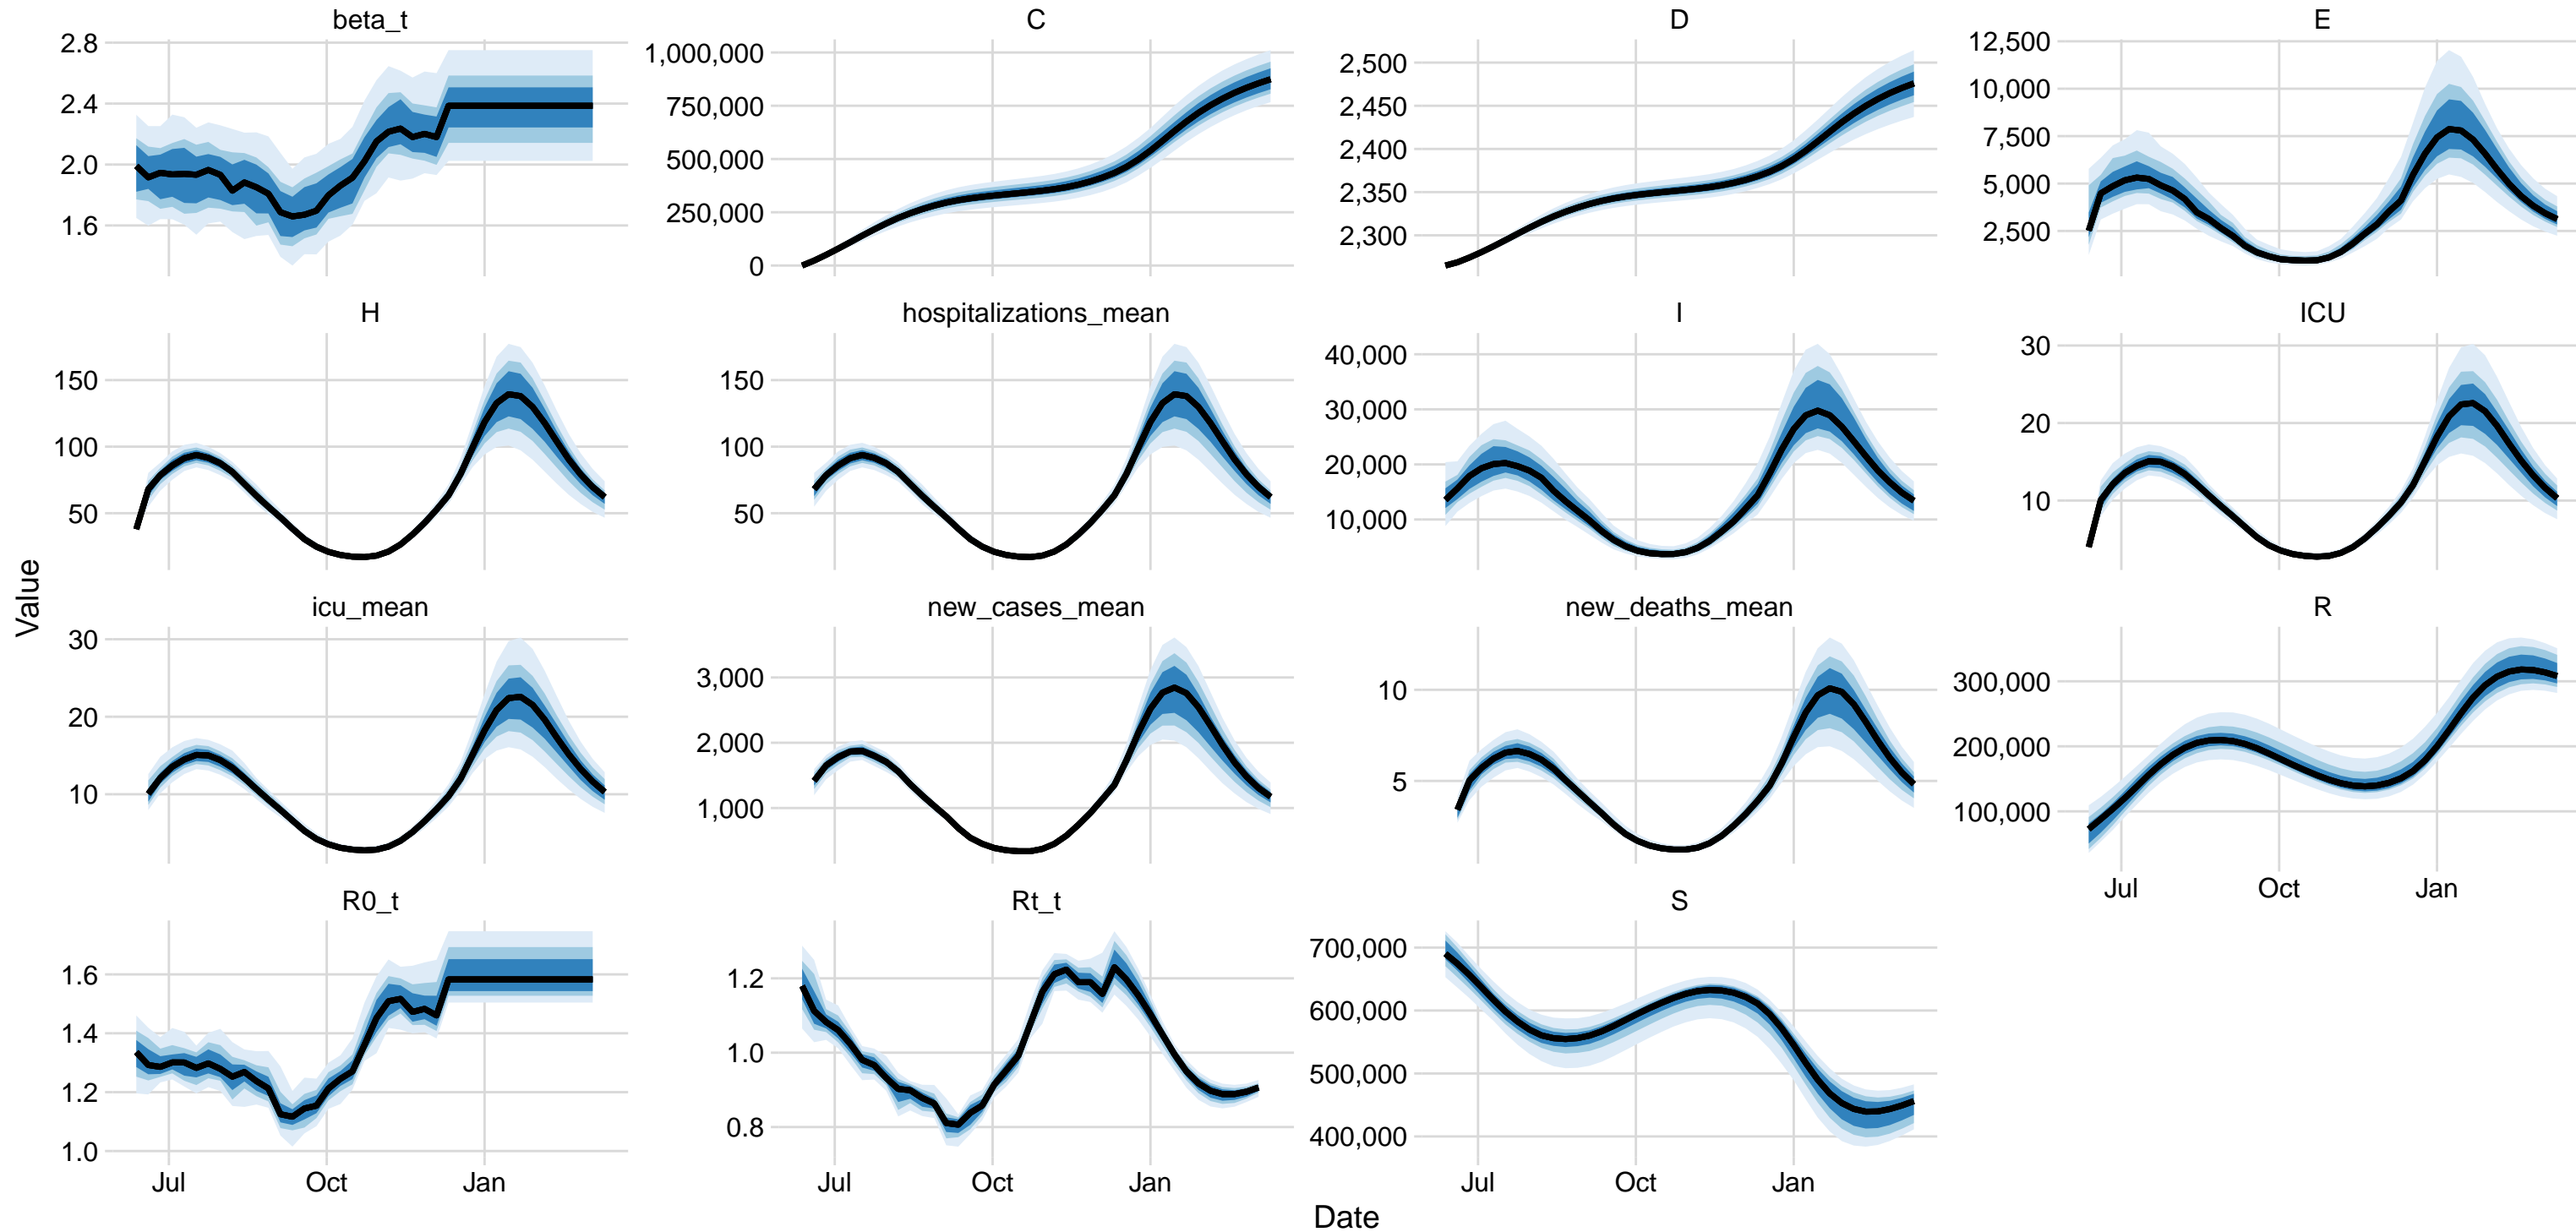 beta_t
C
D
E
2.8
2.4
2.0
1.6
1,000,000
750,000
500,000
250,000
0
2,500
2,450
2,400
2,350
2,300
12,500
10,000
7,500
5,000
2,500
H
hospitalizations_mean
I
ICU
150
100
50
150
100
50
40,000
30,000
20,000
10,000
30
20
10
Value
icu_mean
new_cases_mean
new_deaths_mean
R
30
20
10
3,000
2,000
1,000
10
5
300,000
200,000
100,000
Jul Oct Jan
R0_t
Rt_t
S
1.6
1.4
1.2
1.0
1.2
1.0
0.8
700,000
600,000
500,000
400,000
Jul Oct Jan
Jul Oct Jan
Jul Oct Jan
Date